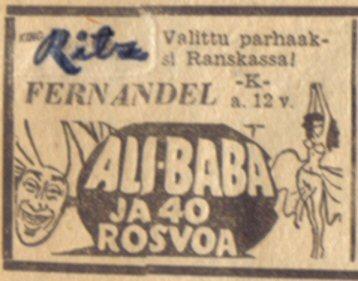 KINO
Ritz
Valittu parhaak-
si Ranskassa!
FERNANDEL
-K-
a. 12 v.
ALI-BABA
JA 40
ROSVOA